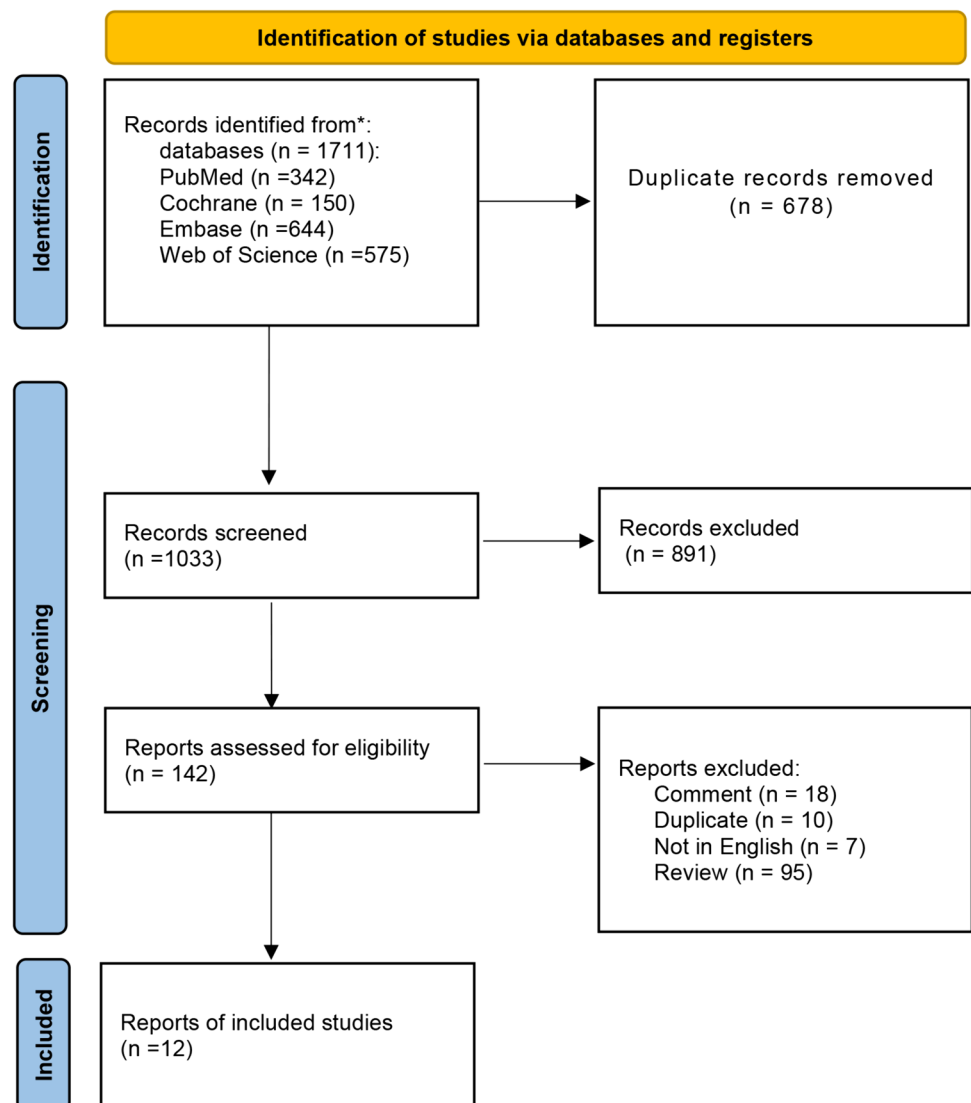 Identification of studies via databases and registers
Identification
Records identified from*:
databases (n = 1711):
PubMed (n =342)
Cochrane (n = 150)
Embase (n =644)
Web of Science (n =575)
Duplicate records removed
(n = 678)
Screening
Records screened
(n =1033)
Records excluded
(n = 891)
Reports assessed for eligibility
(n = 142)
Reports excluded:
Comment (n = 18)
Duplicate (n = 10)
Not in English (n = 7)
Review (n = 95)
Included
Reports of included studies
(n =12)